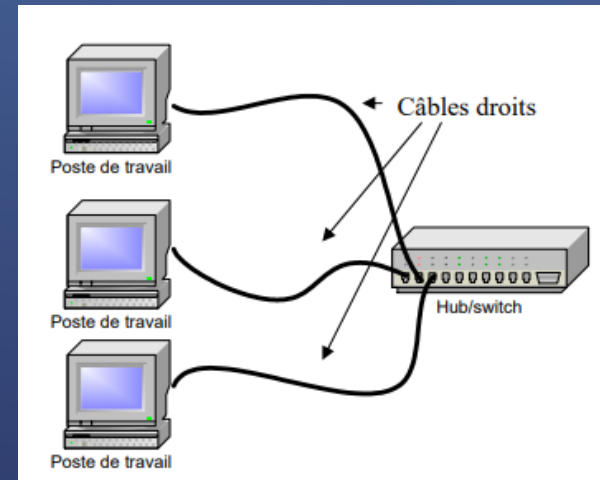 Câbles droits
Poste de travail
Hub/switch
Poste de travail
Poste de travail